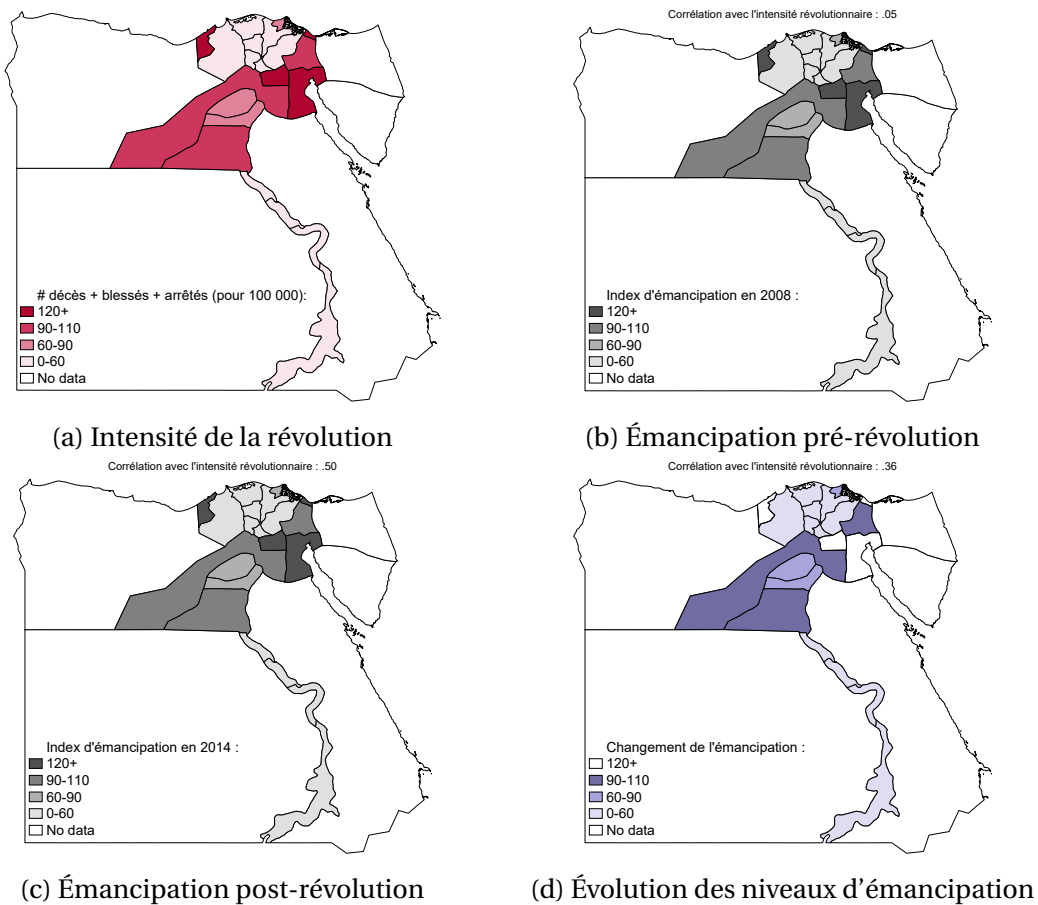 # décès + blessés + arrêtés (pour 100 000):
120+
90-110
60-90
0-60
No data
(a) Intensité de la révolution
Corrélation avec l'intensité révolutionnaire : .05
Index d'émancipation en 2008 :
120+
90-110
60-90
0-60
No data
(b) Émancipation pré-révolution
Corrélation avec l'intensité révolutionnaire : .50
Index d'émancipation en 2014 :
120+
90-110
60-90
0-60
No data
(c) Émancipation post-révolution
Corrélation avec l'intensité révolutionnaire : .36
Changement de l'émancipation :
120+
90-110
60-90
0-60
No data
(d) Évolution des niveaux d'émancipation